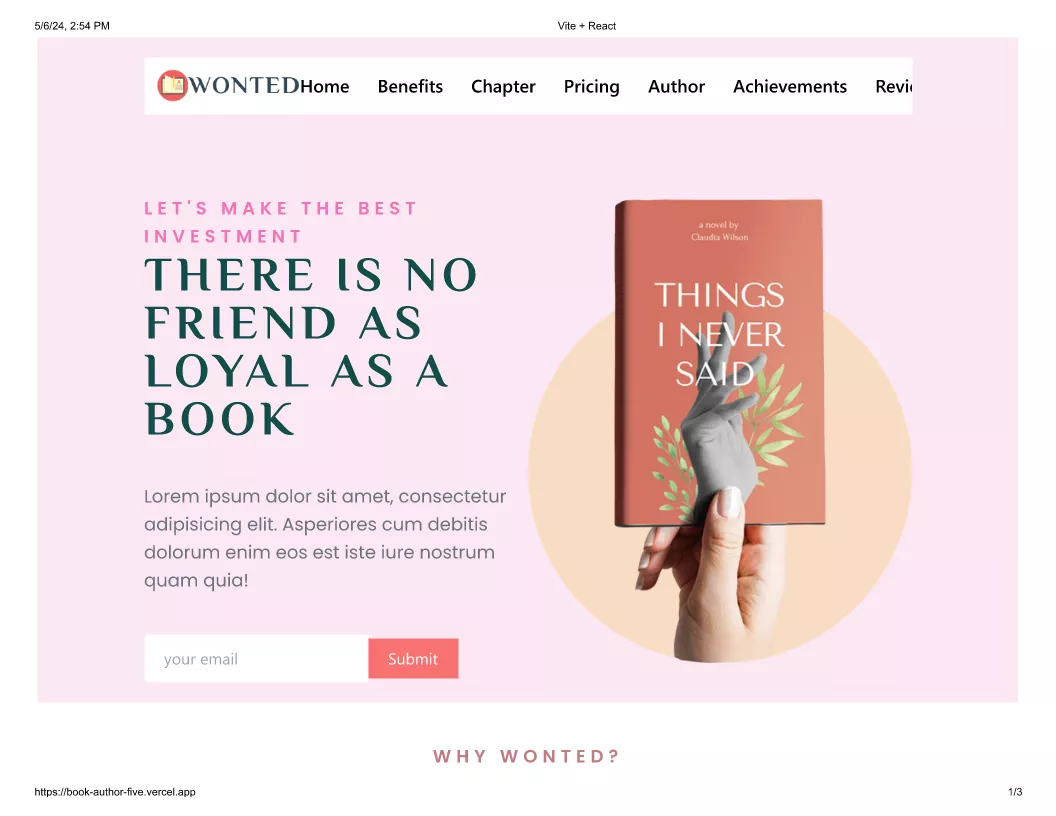 5/6/24, 2:54 PM Vite + React
WONTED Home Benefits Chapter Pricing Author Achievements
LET'S MAKE THE BEST
INVESTMENT
THERE IS NO
FRIEND AS
LOYAL AS A
BOOK
Lorem ipsum dolor sit amet, consectetur
adipisicing elit. Asperiores cum debitis
dolorum enim eos est iste iure nostrum
quam quia!
your email Submit
a novel by
Claudia Wilson
THINGS
I NEVER
SAID
WHY WONTED?
https://book-author-five.vercel.app 1/3